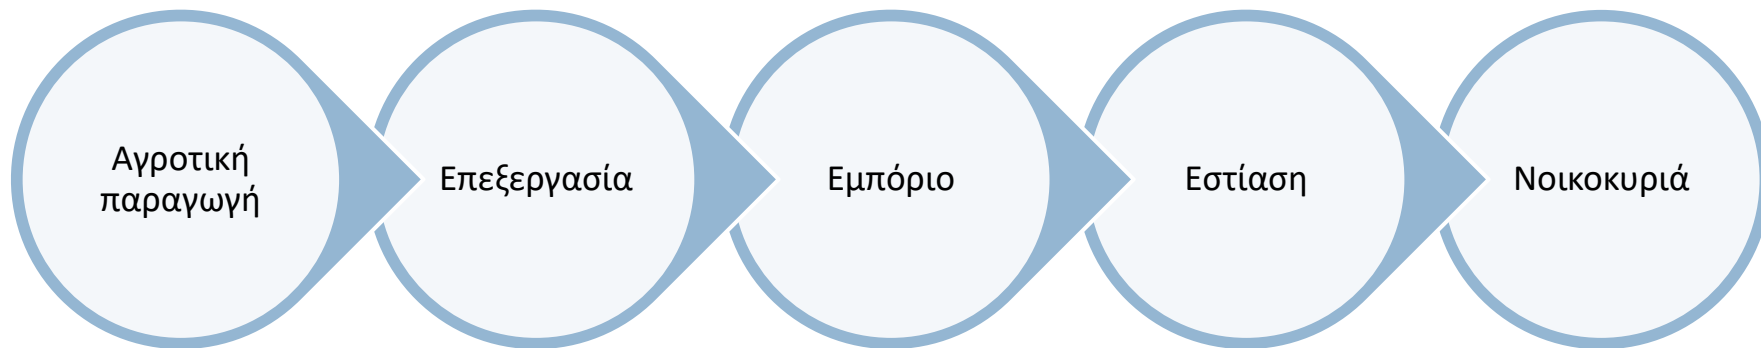 Αγροτική
παραγωγή
Επεξεργασία
Εμπόριο
Εστίαση
Νοικοκυριά